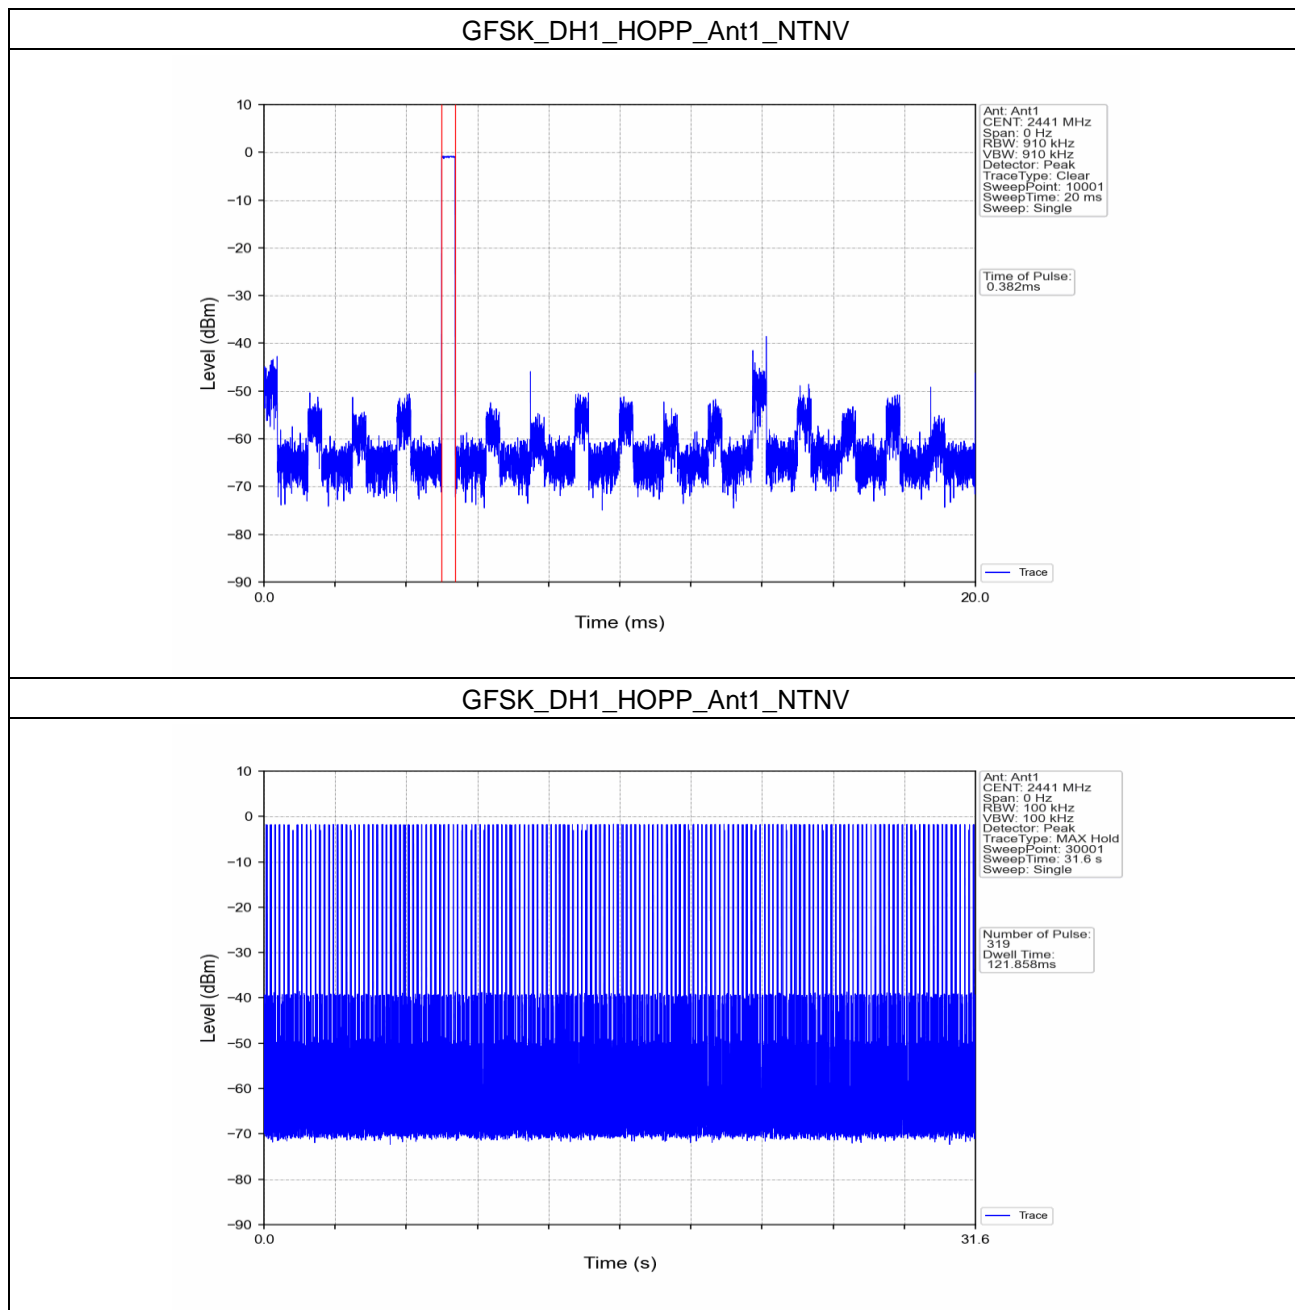 GFSK_DH1_HOPP_Ant1_NTNV
10
0
−10
−20
−30
−40
−50
−60
−70
−80
−90
Level (dBm)
0.0
20.0
Time (ms)
Ant: Ant1
CENT: 2441 MHz
Span: 0 Hz
RBW: 910 kHz
VBW: 910 kHz
Detector: Peak
TraceType: Clear
SweepPoint: 10001
SweepTime: 20 ms
Sweep: Single
Time of Pulse:
0.382ms
Trace
GFSK_DH1_HOPP_Ant1_NTNV
10
0
−10
−20
−30
−40
−50
−60
−70
−80
−90
Level (dBm)
0.0
31.6
Time (s)
Ant: Ant1
CENT: 2441 MHz
Span: 0 Hz
RBW: 100 kHz
VBW: 100 kHz
Detector: Peak
TraceType: MAX Hold
SweepPoint: 30001
SweepTime: 31.6 s
Sweep: Single
Number of Pulse:
319
Dwell Time:
121.858ms
Trace